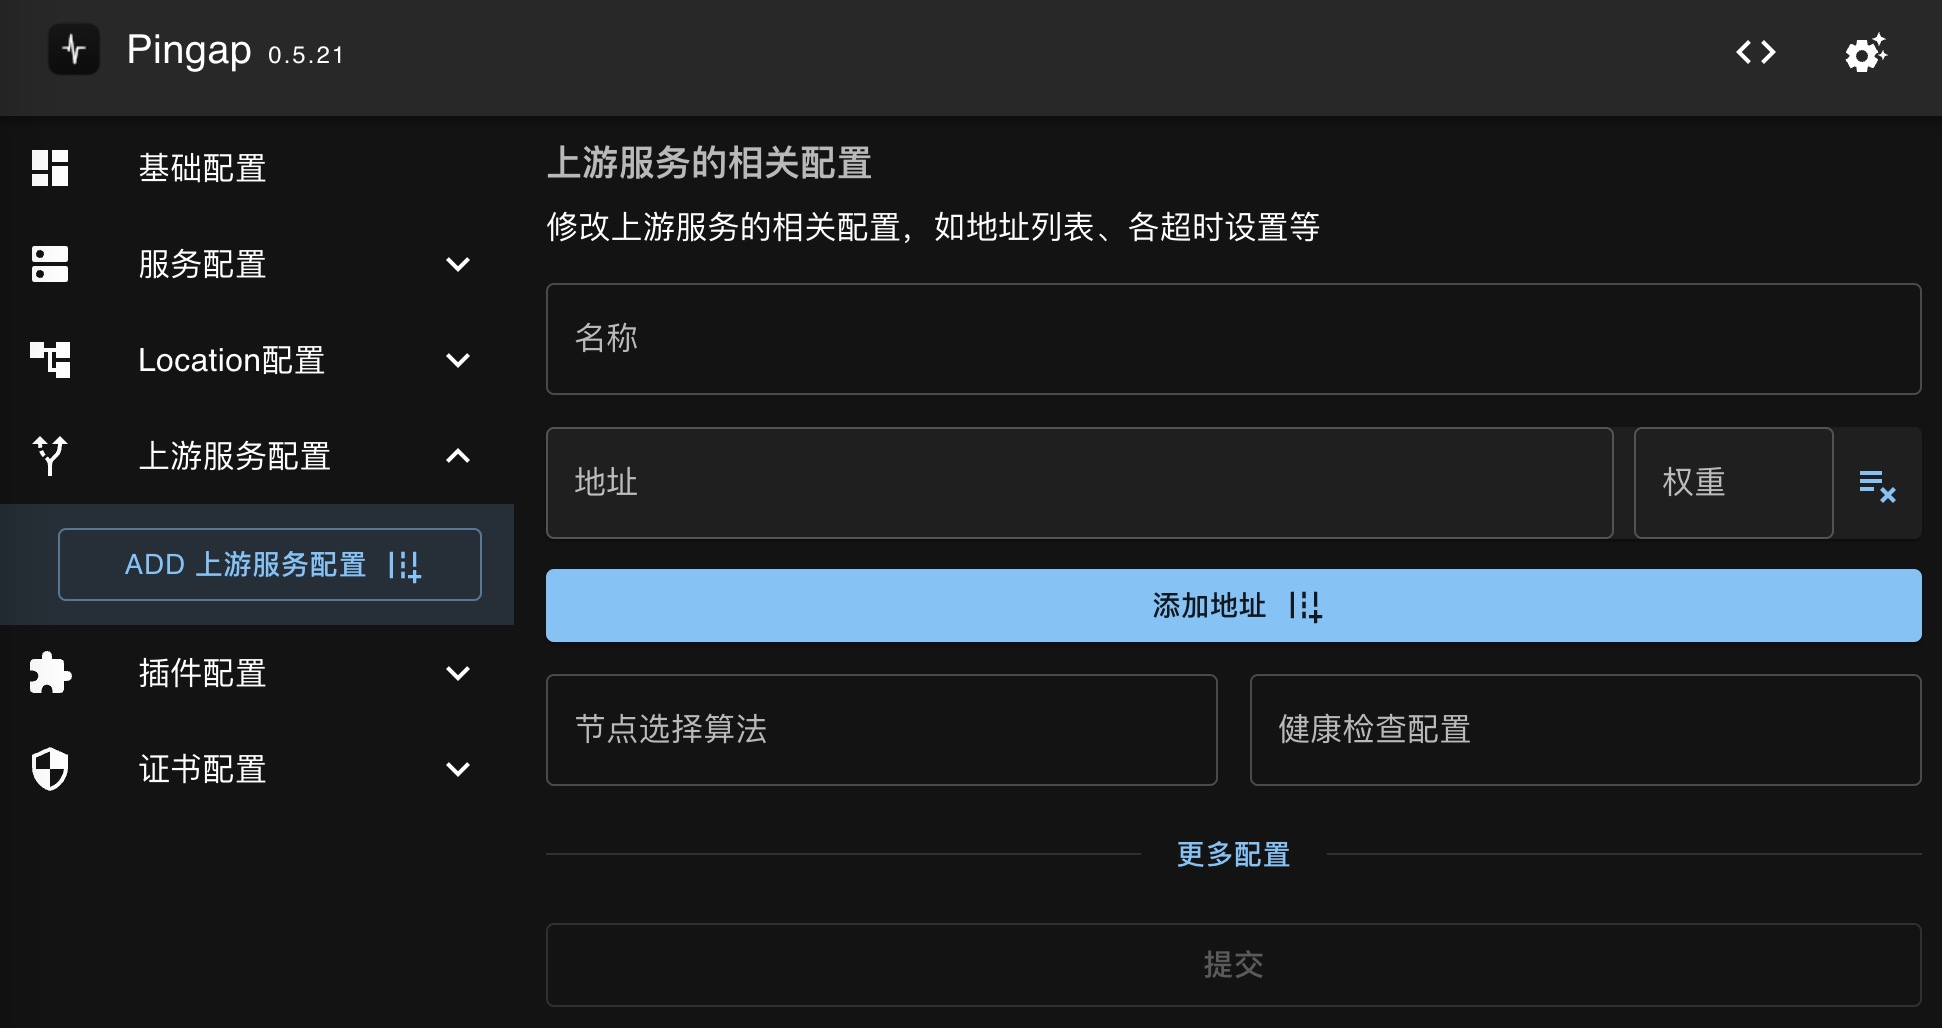 Pingap 0.5.21
基础配置
服务配置
Location配置
上游服务配置
ADD 上游服务配置
插件配置
证书配置
上游服务的相关配置
修改上游服务的相关配置，如地址列表、各超时设置等
名称
地址
权重
添加地址
节点选择算法
健康检查配置
更多配置
提交